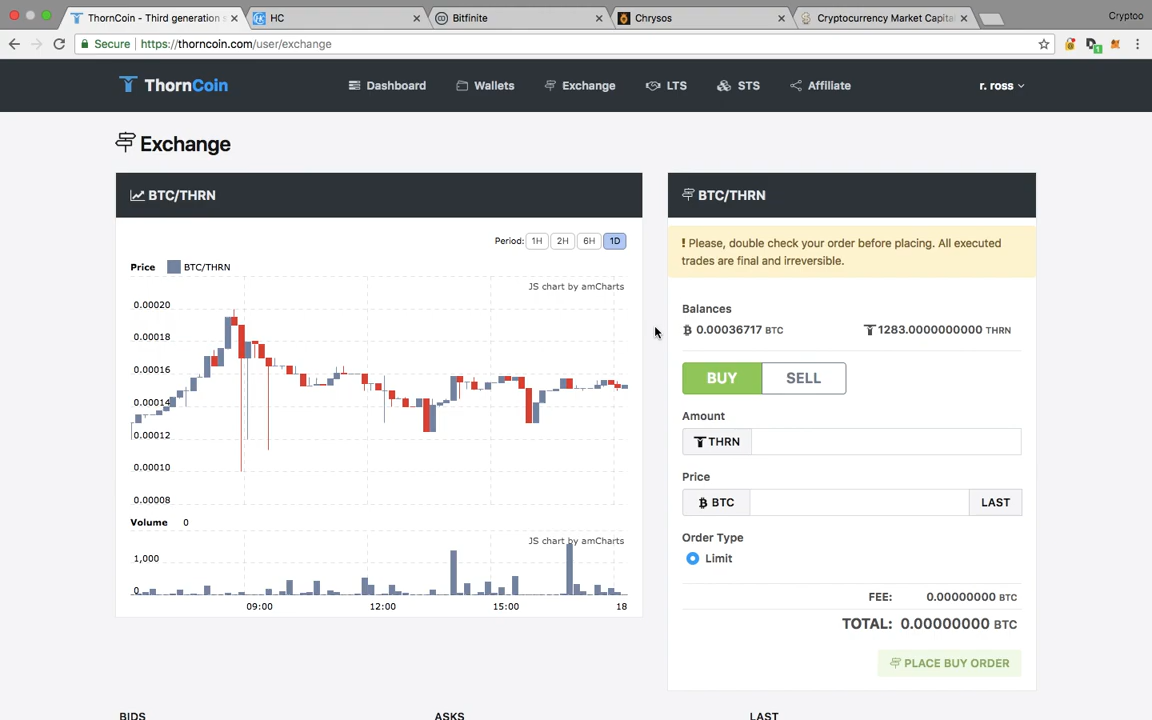 ThornCoin - Third generation
HC
Bitfinite
Chrysos
Cryptocurrency Market Capital
Cryptoo
Secure
https://thorncoin.com/user/exchange
ThornCoin
Dashboard
Wallets
Exchange
LTS
STS
Affiliate
r. ross
Exchange
BTC/THRN
Period: 1H 2H 6H 1D
Price BTC/THRN
JS chart by amCharts
0.00020
0.00018
0.00016
0.00014
0.00012
0.00010
0.00008
Volume 0
JS chart by amCharts
1,000
0
09:00 12:00 15:00 18
BTC/THRN
! Please, double check your order before placing. All executed
trades are final and irreversible.
Balances
0.00036717 BTC
1283.0000000000 THRN
BUY SELL
Amount
THRN
Price
BTC LAST
Order Type
Limit
FEE: 0.00000000 BTC
TOTAL: 0.00000000 BTC
PLACE BUY ORDER
BIDS
ASKS
LAST